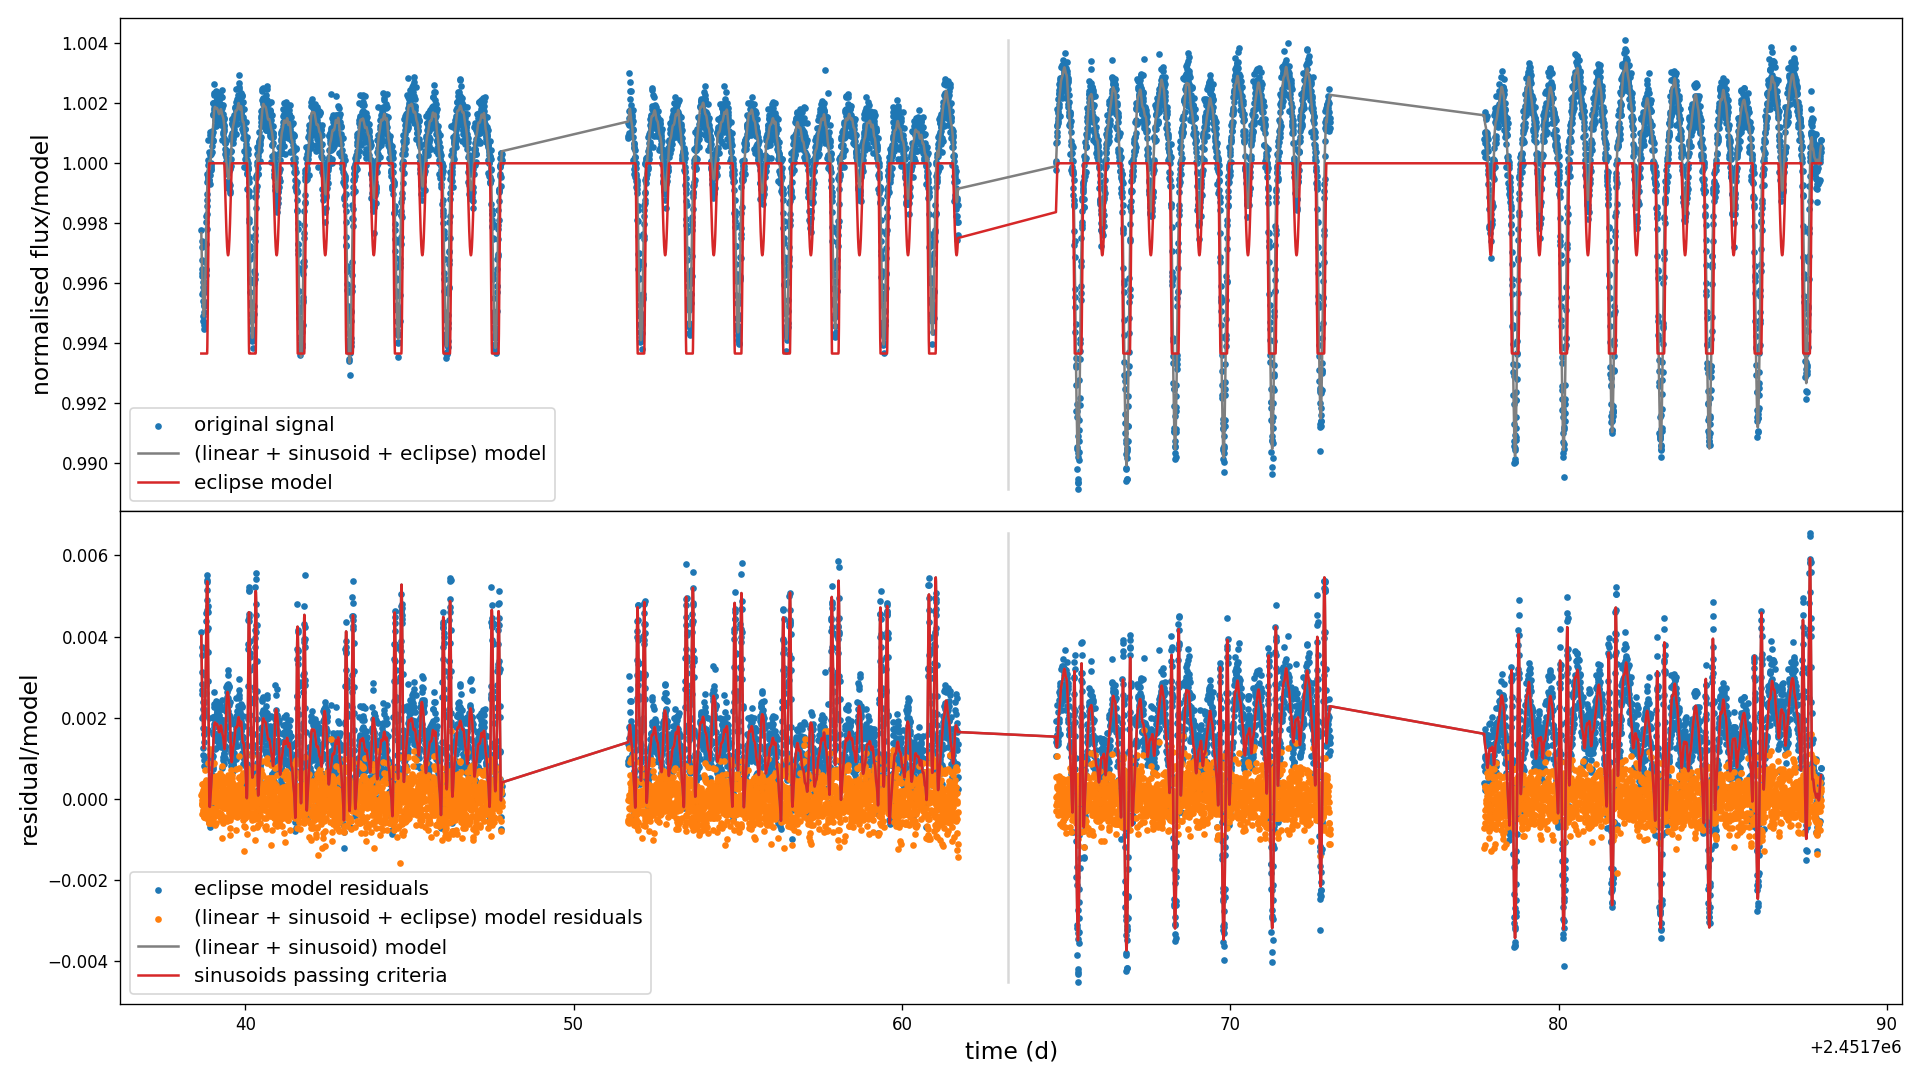 normalised flux/model
1.004
1.002
1.000
0.998
0.996
0.994
0.992
0.990
original signal
(linear + sinusoid + eclipse) model
eclipse model
residual/model
0.006
0.004
0.002
0.000
−0.002
−0.004
eclipse model residuals
(linear + sinusoid + eclipse) model residuals
(linear + sinusoid) model
sinusoids passing criteria
40 50 60 70 80 90
time (d)
+2.4517e6